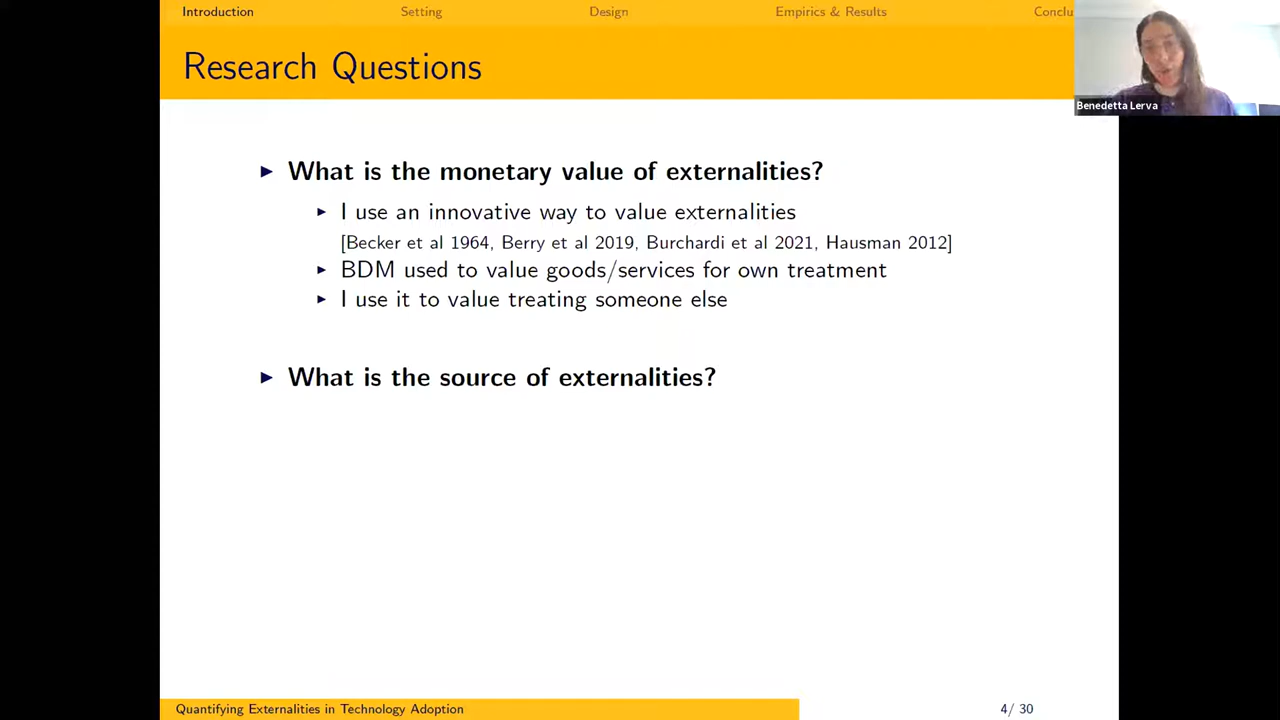 Introduction Setting Design Empirics & Results Conclu
Research Questions
Benedetta Lerva
What is the monetary value of externalities?
I use an innovative way to value externalities
[Becker et al 1964, Berry et al 2019, Burchardi et al 2021, Hausman 2012]
BDM used to value goods/services for own treatment
I use it to value treating someone else
What is the source of externalities?
Quantifying Externalities in Technology Adoption 4/ 30